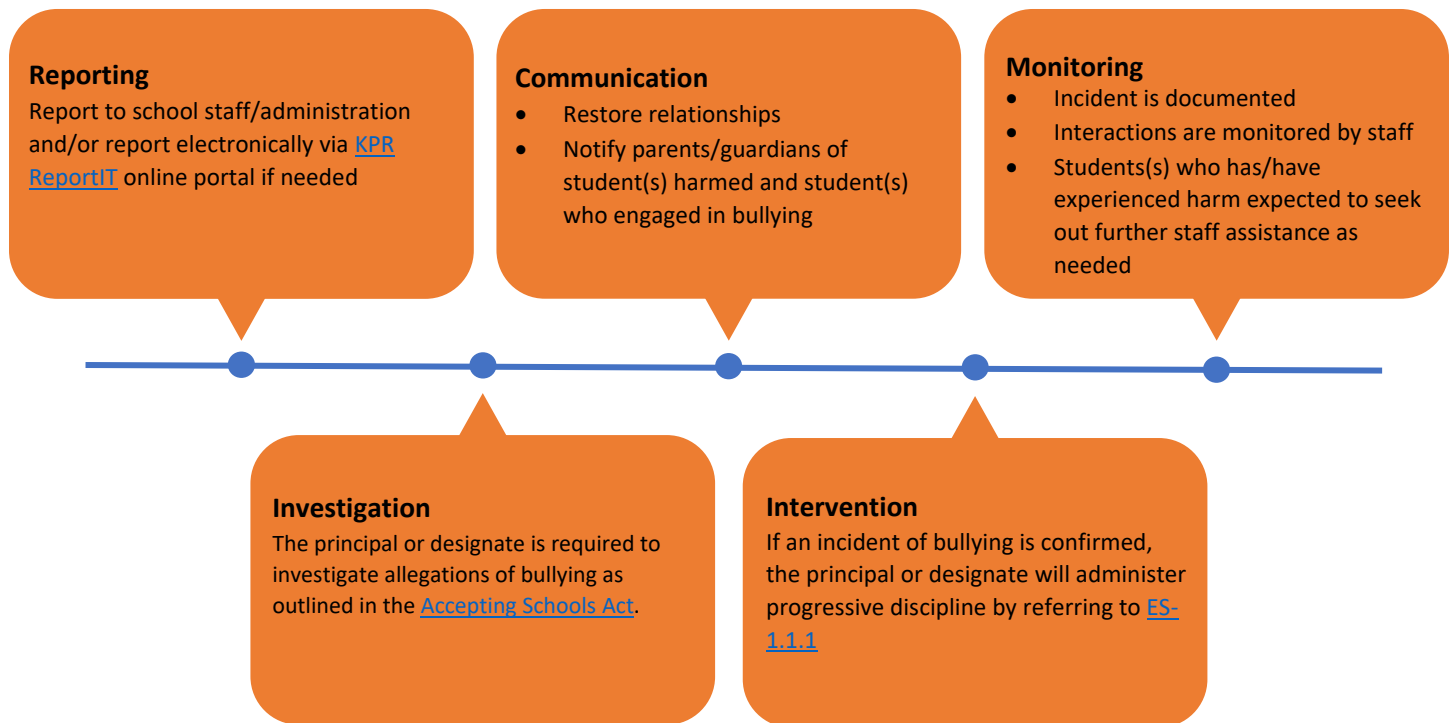 Reporting
Report to school staff/administration
and/or report electronically via KPR
ReportIT online portal if needed
Communication
• Restore relationships
• Notify parents/guardians of
student(s) harmed and student(s)
who engaged in bullying
Monitoring
• Incident is documented
• Interactions are monitored by staff
• Students(s) who has/have
experienced harm expected to seek
out further staff assistance as
needed
Investigation
The principal or designate is required to
investigate allegations of bullying as
outlined in the Accepting Schools Act.
Intervention
If an incident of bullying is confirmed,
the principal or designate will administer
progressive discipline by referring to ES-
1.1.1